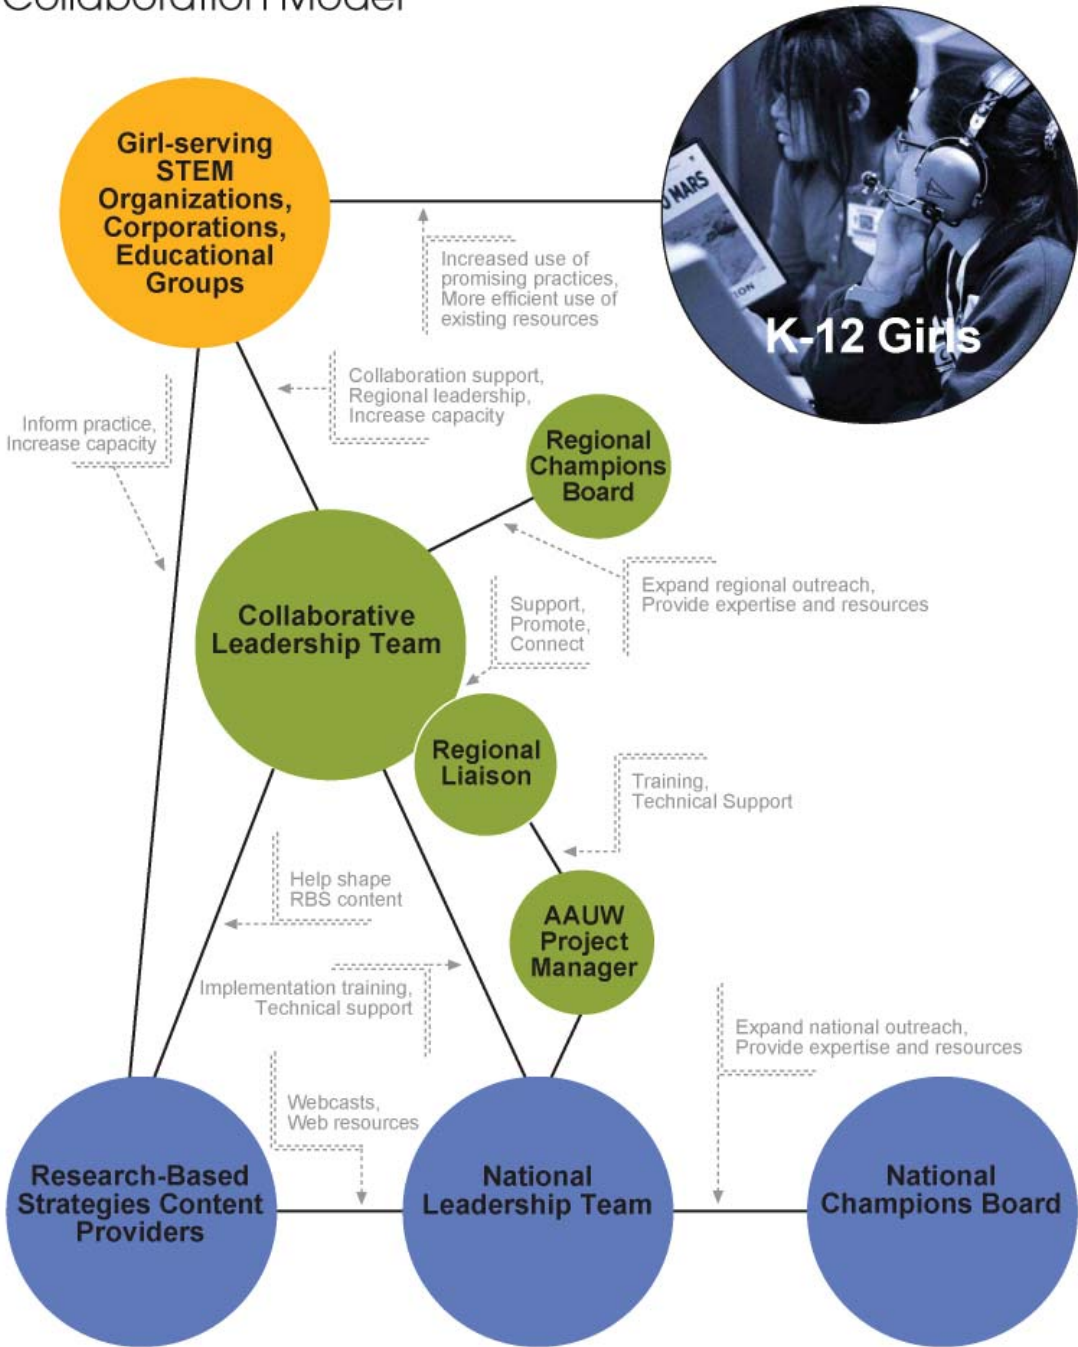 Collaboration Model
Girl-serving
STEM
Organizations,
Corporations,
Educational
Groups
O MARS
ION
K-12 Girls
Increased use of
promising practices,
More efficient use of
existing resources
Collaboration support,
Regional leadership,
Increase capacity
Inform practice,
Increase capacity
Regional
Champions
Board
Expand regional outreach,
Provide expertise and resources
Support,
Promote,
Connect
Collaborative
Leadership Team
Regional
Liaison
Training,
Technical Support
Help shape
RBS content
AAUW
Project
Manager
Implementation training,
Technical support
Expand national outreach,
Provide expertise and resources
Webcasts,
Web resources
Research-Based
Strategies Content
Providers
National
Leadership Team
National
Champions Board